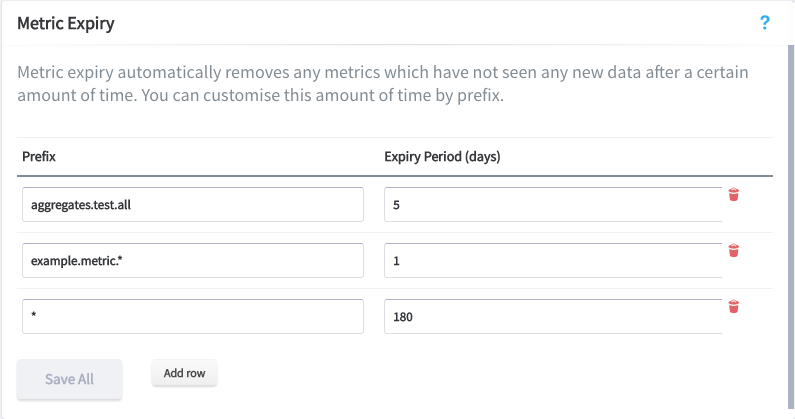 Metric Expiry ?
Metric expiry automatically removes any metrics which have not seen any new data after a certain
amount of time. You can customise this amount of time by prefix.
Prefix Expiry Period (days)
aggregates.test.all 5
example.metric.* 1
* 180
Save All Add row